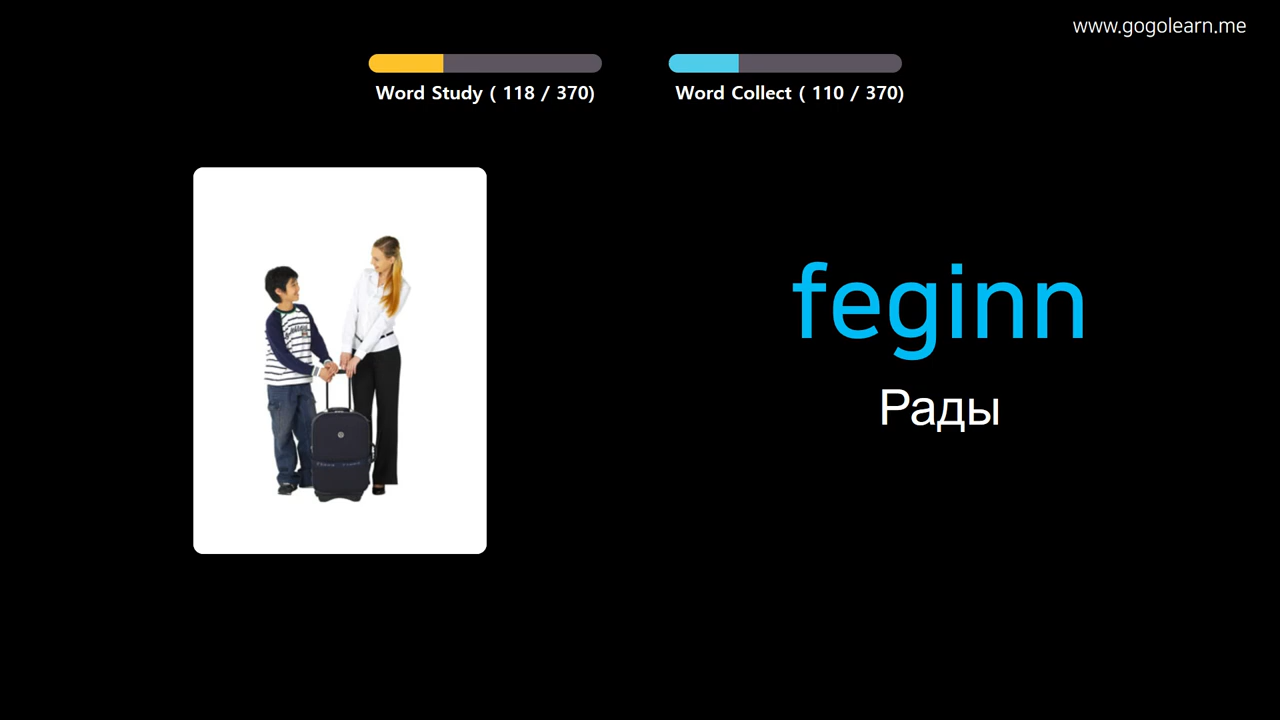 www.gogolearn.me
Word Study ( 118 / 370)
Word Collect ( 110 / 370)
feginn
Рады